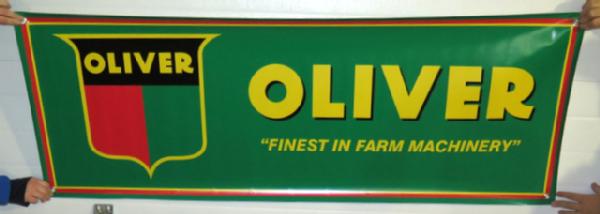 OLIVER
OLIVER
"FINEST IN FARM MACHINERY"